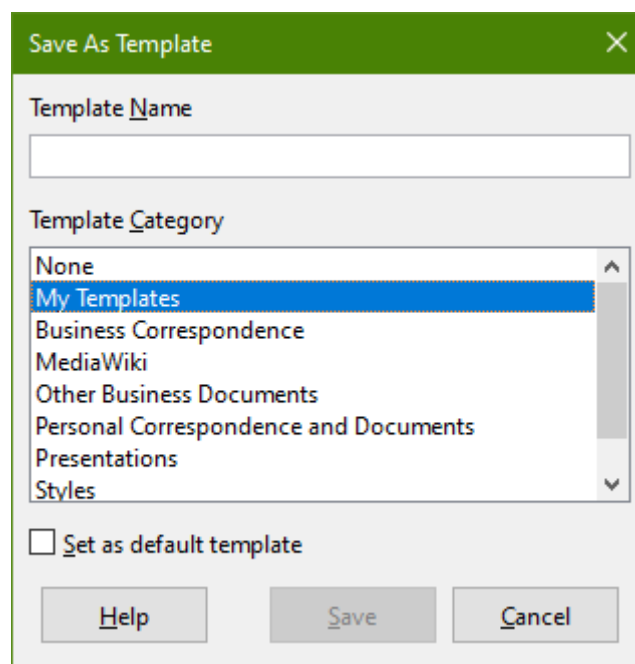 Save As Template
Template Name
Template Category
None
My Templates
Business Correspondence
MediaWiki
Other Business Documents
Personal Correspondence and Documents
Presentations
Styles
Set as default template
Help Save Cancel